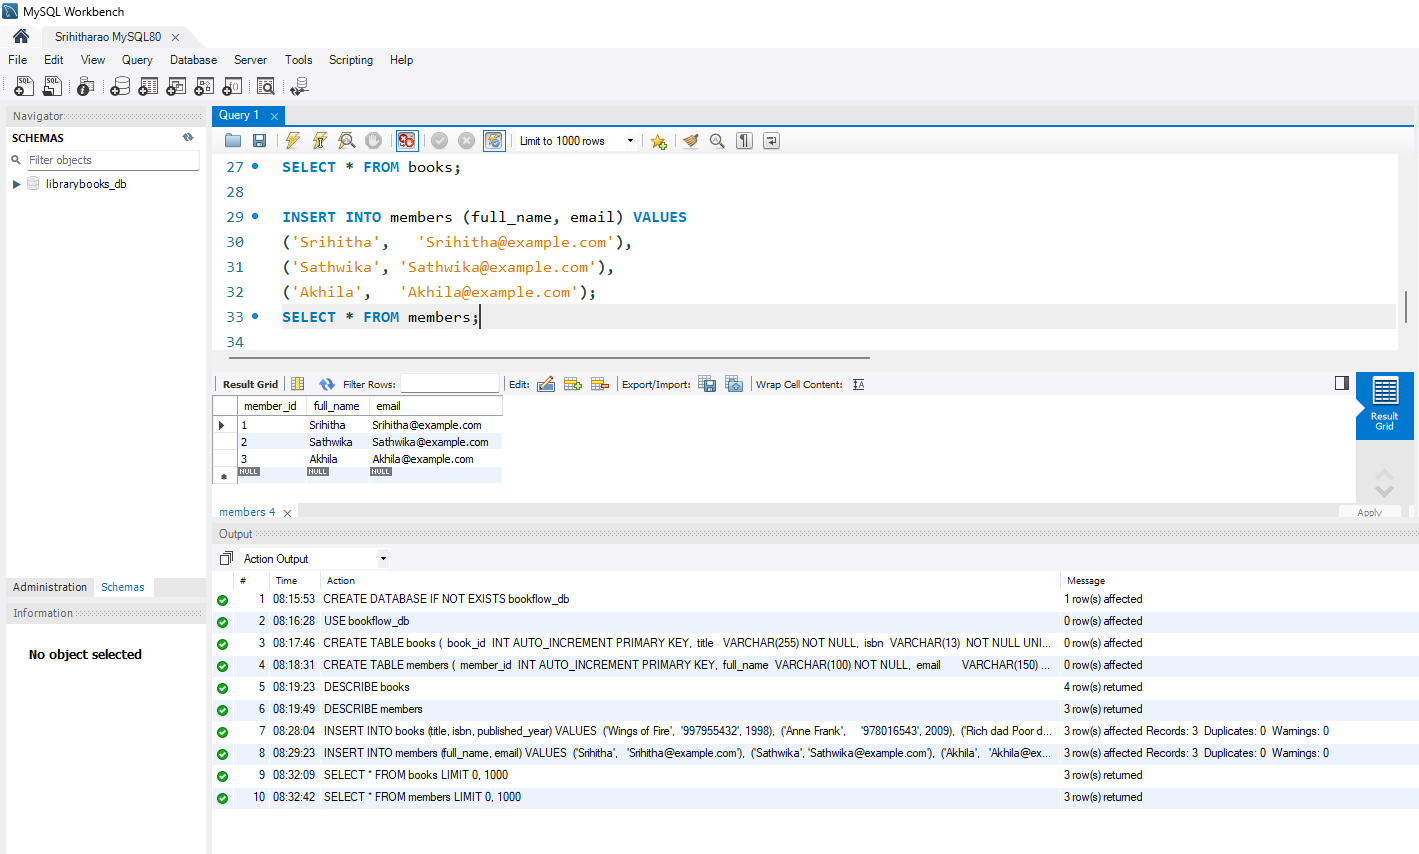 MySQL Workbench
Srihitharao MySQL80
File Edit View Query Database Server Tools Scripting Help
Navigator
SCHEMAS
Filter objects
librarybooks_db
Administration Schemas
Information
No object selected
Query 1
Limit to 1000 rows
27 SELECT * FROM books;
28
29 INSERT INTO members (full_name, email) VALUES
30 ('Srihitha',   'Srihitha@example.com'),
31 ('Sathwika', 'Sathwika@example.com'),
32 ('Akhila',   'Akhila@example.com');
33 SELECT * FROM members;
34
Result Grid Filter Rows: Edit: Export/Import: Wrap Cell Content:
member_id full_name email
1 Srihitha Srihitha@example.com
2 Sathwika Sathwika@example.com
3 Akhila Akhila@example.com
NULL NULL NULL
Result Grid
members 4
Apply
Output
Action Output
# Time Action Message
1 08:15:53 CREATE DATABASE IF NOT EXISTS bookflow_db 1 row(s) affected
2 08:16:28 USE bookflow_db 0 row(s) affected
3 08:17:46 CREATE TABLE books ( book_id INT AUTO_INCREMENT PRIMARY KEY, title VARCHAR(255) NOT NULL, isbn VARCHAR(13) NOT NULL UNI... 0 row(s) affected
4 08:18:31 CREATE TABLE members ( member_id INT AUTO_INCREMENT PRIMARY KEY, full_name VARCHAR(100) NOT NULL, email VARCHAR(150) ... 0 row(s) affected
5 08:19:23 DESCRIBE books 4 row(s) returned
6 08:19:49 DESCRIBE members 3 row(s) returned
7 08:28:04 INSERT INTO books (title, isbn, published_year) VALUES ('Wings of Fire', '997955432', 1998), ('Anne Frank', '978016543', 2009), ('Rich dad Poor d... 3 row(s) affected Records: 3 Duplicates: 0 Warnings: 0
8 08:29:23 INSERT INTO members (full_name, email) VALUES ('Srihitha', 'Srihitha@example.com'), ('Sathwika', 'Sathwika@example.com'), ('Akhila', 'Akhila@ex... 3 row(s) affected Records: 3 Duplicates: 0 Warnings: 0
9 08:32:09 SELECT * FROM books LIMIT 0, 1000 3 row(s) returned
10 08:32:42 SELECT * FROM members LIMIT 0, 1000 3 row(s) returned